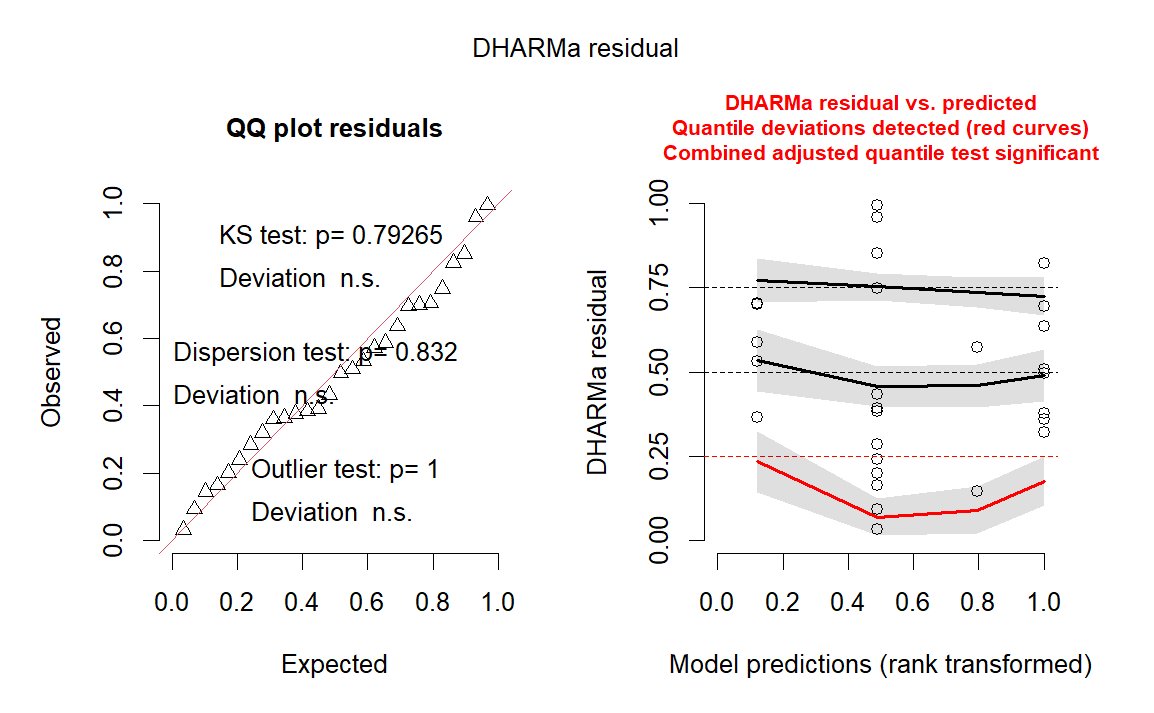 DHARMa residual
QQ plot residuals
KS test: p= 0.79265
Deviation  n.s.
Dispersion test: p= 0.832
Deviation  n.s.
Outlier test: p= 1
Deviation  n.s.
Observed
1.0
0.8
0.6
0.4
0.2
0.0
0.0 0.2 0.4 0.6 0.8 1.0
Expected
DHARMa residual vs. predicted
Quantile deviations detected (red curves)
Combined adjusted quantile test significant
DHARMa residual
1.00
0.75
0.50
0.25
0.00
0.0 0.2 0.4 0.6 0.8 1.0
Model predictions (rank transformed)